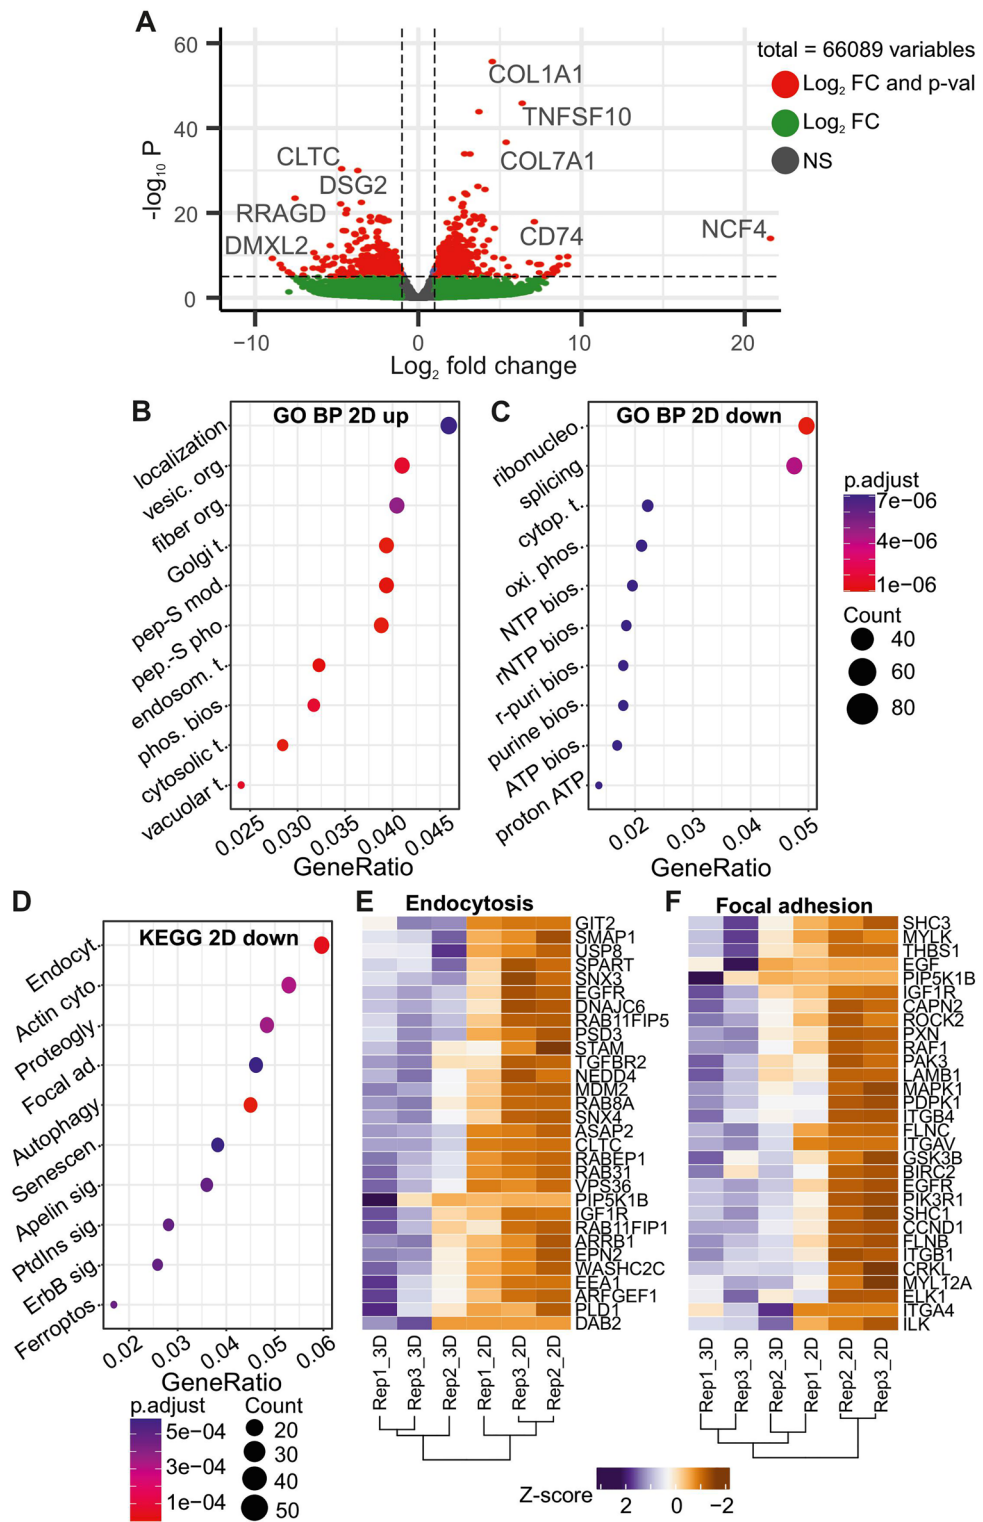 A
total = 66089 variables
Log2 FC and p-val
Log2 FC
NS
-log10 P
60
40
20
0
COL1A1
TNFSF10
COL7A1
CLTC
DSG2
RRAGD
DMXL2
CD74
NCF4
−10
0
10
20
Log2 fold change
B
GO BP 2D up
localization
vesic. org.
fiber org.
Golgi t.
pep-S mod.
pep.-S pho.
endosom. t.
phos. bios.
cytosolic t.
vacuolar t.
0.025
0.030
0.035
0.040
0.045
GeneRatio
C
GO BP 2D down
ribonucleo.
splicing
cytop. t.
oxi. phos.
NTP bios.
rNTP bios.
r-puri bios.
purine bios.
ATP bios.
proton ATP
0.02
0.03
0.04
0.05
GeneRatio
p.adjust
7e−06
4e−06
1e−06
Count
40
60
80
D
KEGG 2D down
Endocyt.
Actin cyto.
Proteogly.
Focal ad.
Autophagy
Senescen.
Apelin sig.
PtdIns sig.
ErbB sig.
Ferroptos.
0.02
0.03
0.04
0.05
0.06
GeneRatio
p.adjust
5e−04
3e−04
1e−04
Count
20
30
40
50
E
Endocytosis
GIT2
SMAP1
USP8
SPART
SNX3
EGFR
DNAJC6
RAB11FIP5
PSD3
STAM
TGFBR2
NEDD4
MDM2
RAB8A
SNX4
ASAP2
CLTC
RABEP1
RAB31
VPS36
PIP5K1B
IGF1R
RAB11FIP1
ARRB1
EPN2
WASHC2C
EEA1
ARFGEF1
PLD1
DAB2
Rep1_3D
Rep3_3D
Rep2_3D
Rep1_2D
Rep3_2D
Rep2_2D
F
Focal adhesion
SHC3
MYLK
THBS1
EGF
PIP5K1B
IGF1R
CAPN2
ROCK2
PXN
RAF1
PAK3
LAMB1
MAPK1
PDPK1
ITGB4
FLNC
ITGAV
GSK3B
BIRC2
EGFR
PIK3R1
SHC1
CCND1
FLNB
ITGB1
CRKL
MYL12A
ELK1
ITGA4
ILK
Rep1_3D
Rep3_3D
Rep2_3D
Rep1_2D
Rep2_2D
Rep3_2D
Z-score
2
0
−2